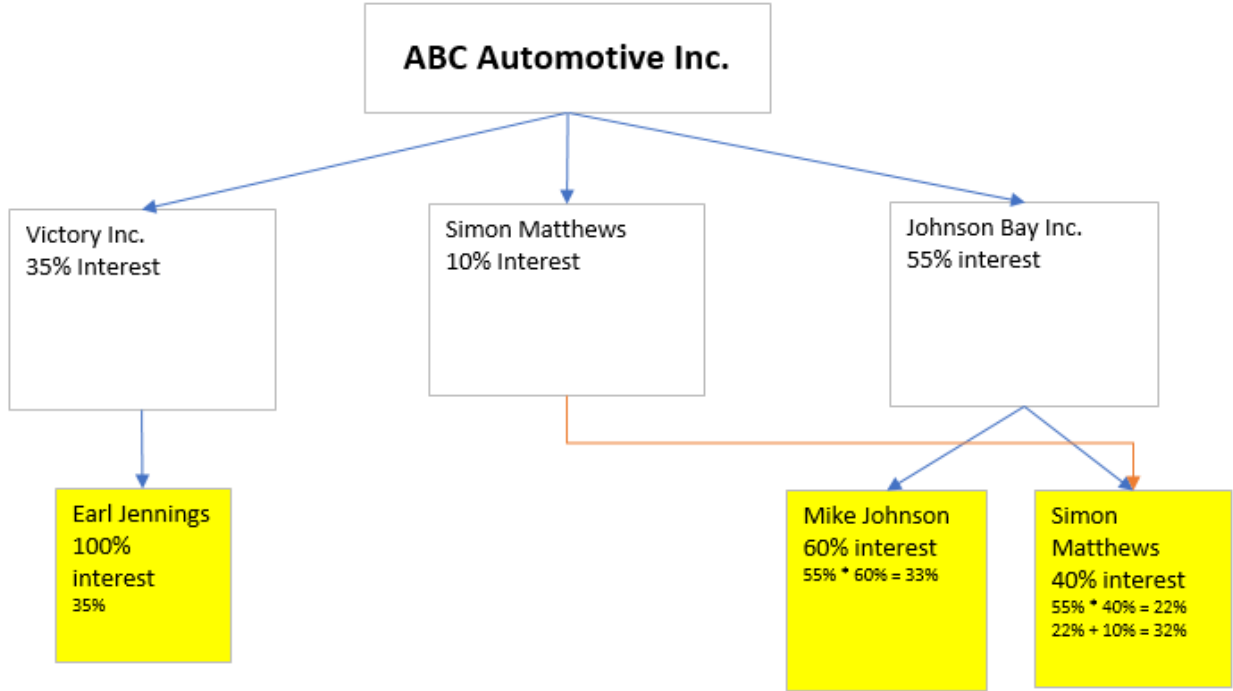 ABC Automotive Inc.
Victory Inc.
35% Interest
Simon Matthews
10% Interest
Johnson Bay Inc.
55% interest
Earl Jennings
100%
interest
35%
Mike Johnson
60% interest
55% * 60% = 33%
Simon
Matthews
40% interest
55% * 40% = 22%
22% + 10% = 32%